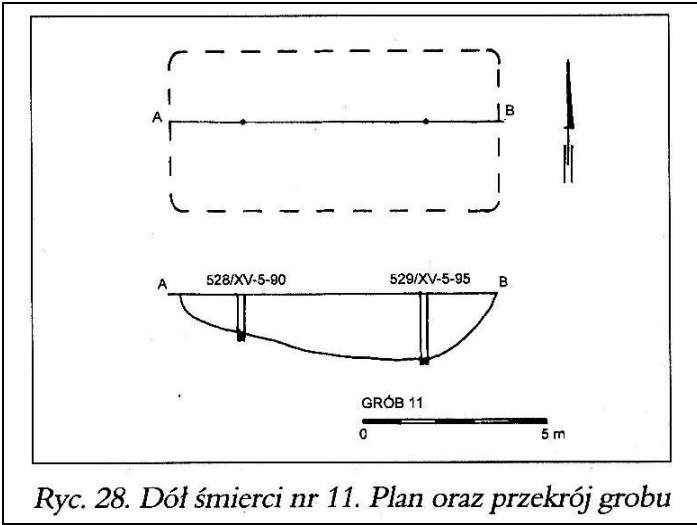 A B
A 528/XV-5-90 529/XV-5-95 B
GRÓB 11
0 5 m
Ryc. 28. Dół śmierci nr 11. Plan oraz przekrój grobu